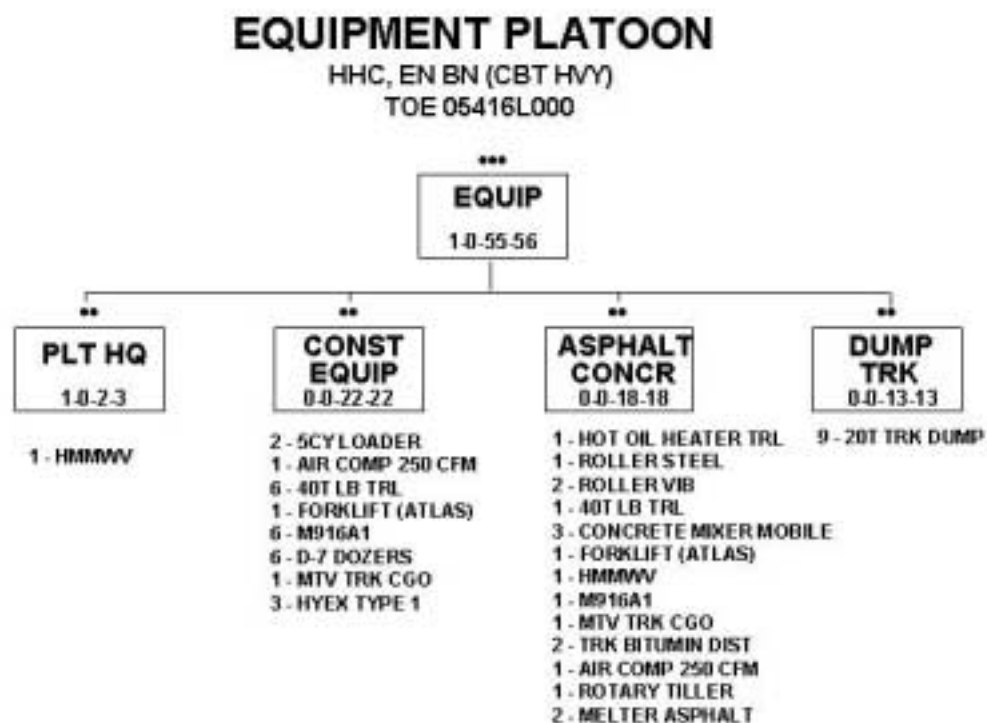 EQUIPMENT PLATOON
HHC, EN BN (CBT HVY)
TOE 05416L000
EQUIP
1-0-55-56
PLT HQ
1-0-2-3
1 - HMMWV
CONST
EQUIP
0-0-22-22
2 - 5CY LOADER
1 - AIR COMP 250 CFM
6 - 40T LB TRL
1 - FORKLIFT (ATLAS)
6 - M916A1
6 - D-7 DOZERS
1 - MTV TRK CGO
3 - HYEX TYPE 1
ASPHALT
CONCR
0-0-18-18
1 - HOT OIL HEATER TRL
1 - ROLLER STEEL
2 - ROLLER VIB
1 - 40T LB TRL
3 - CONCRETE MIXER MOBILE
1 - FORKLIFT (ATLAS)
1 - HMMWV
1 - M916A1
1 - MTV TRK CGO
2 - TRK BITUMIN DIST
1 - AIR COMP 250 CFM
1 - ROTARY TILLER
2 - MELTER ASPHALT
DUMP
TRK
0-0-13-13
9 - 20T TRK DUMP